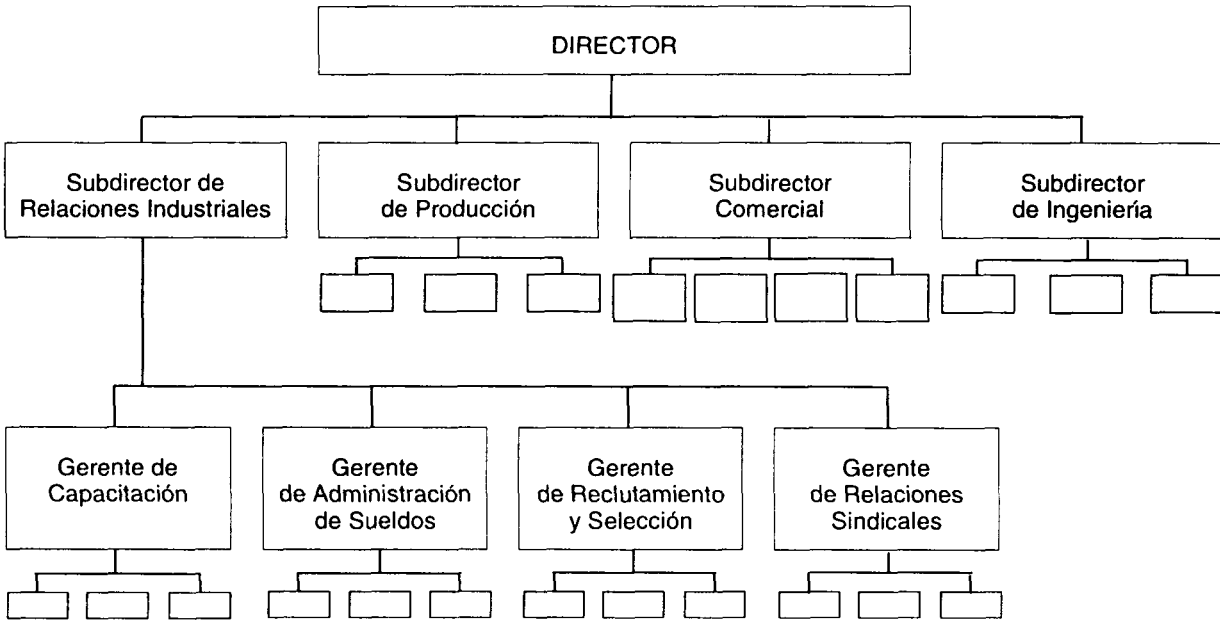 DIRECTOR
Subdirector de
Relaciones Industriales
Subdirector
de Producción
Subdirector
Comercial
Subdirector
de Ingeniería
Gerente de
Capacitación
Gerente
de Administración
de Sueldos
Gerente
de Reclutamiento
y Selección
Gerente
de Relaciones
Sindicales